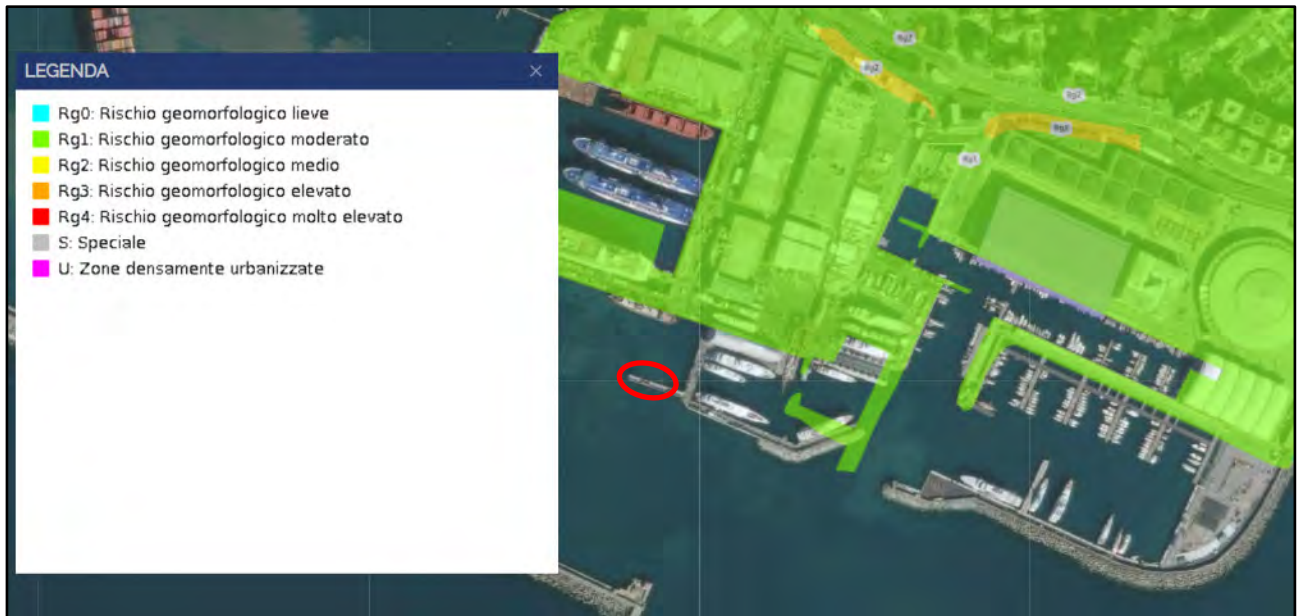 LEGENDA ×
Rg0: Rischio geomorfologico lieve
Rg1: Rischio geomorfologico moderato
Rg2: Rischio geomorfologico medio
Rg3: Rischio geomorfologico elevato
Rg4: Rischio geomorfologico molto elevato
S: Speciale
U: Zone densamente urbanizzate
Rg1